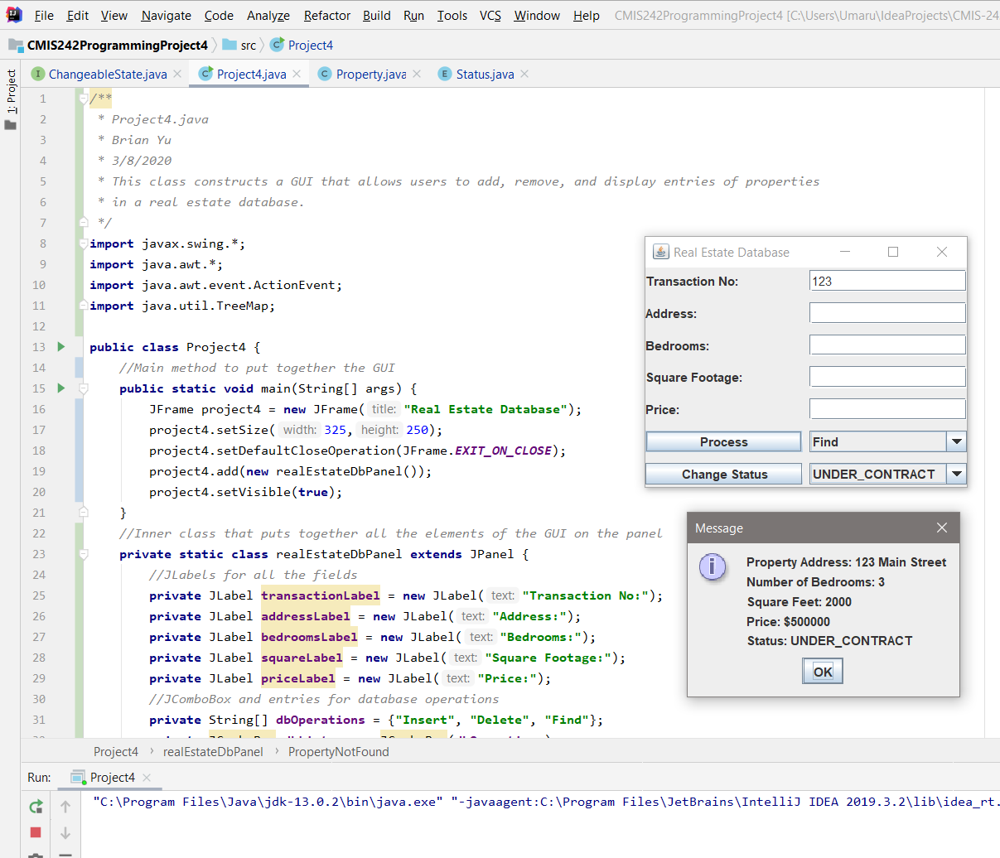 File Edit View Navigate Code Analyze Refactor Build Run Tools VCS Window Help CMIS242ProgrammingProject4 [C:\Users\Umaru\IdeaProjects\CMIS-24
CMIS242ProgrammingProject4 src Project4
1: Project
ChangeableState.java Project4.java Property.java Status.java
1 /**
2 * Project4.java
3 * Brian Yu
4 * 3/8/2020
5 * This class constructs a GUI that allows users to add, remove, and display entries of properties
6 * in a real estate database.
7 */
8 import javax.swing.*;
9 import java.awt.*;
10 import java.awt.event.ActionEvent;
11 import java.util.TreeMap;
12
13 public class Project4 {
14 //Main method to put together the GUI
15 public static void main(String[] args) {
16 JFrame project4 = new JFrame( title: "Real Estate Database");
17 project4.setSize( width: 325, height: 250);
18 project4.setDefaultCloseOperation(JFrame.EXIT_ON_CLOSE);
19 project4.add(new realEstateDbPanel());
20 project4.setVisible(true);
21 }
22 //Inner class that puts together all the elements of the GUI on the panel
23 private static class realEstateDbPanel extends JPanel {
24 //JLabels for all the fields
25 private JLabel transactionLabel = new JLabel( text: "Transaction No:");
26 private JLabel addressLabel = new JLabel( text: "Address:");
27 private JLabel bedroomsLabel = new JLabel( text: "Bedrooms:");
28 private JLabel squareLabel = new JLabel( text: "Square Footage:");
29 private JLabel priceLabel = new JLabel( text: "Price:");
30 //JComboBox and entries for database operations
31 private String[] dbOperations = {"Insert", "Delete", "Find"};
Real Estate Database
Transaction No: 123
Address:
Bedrooms:
Square Footage:
Price:
Process Find
Change Status UNDER_CONTRACT
Message
Property Address: 123 Main Street
Number of Bedrooms: 3
Square Feet: 2000
Price: $500000
Status: UNDER_CONTRACT
OK
Project4 › realEstateDbPanel › PropertyNotFound
Run: Project4
"C:\Program Files\Java\jdk-13.0.2\bin\java.exe" "-javaagent:C:\Program Files\JetBrains\IntelliJ IDEA 2019.3.2\lib\idea_rt.